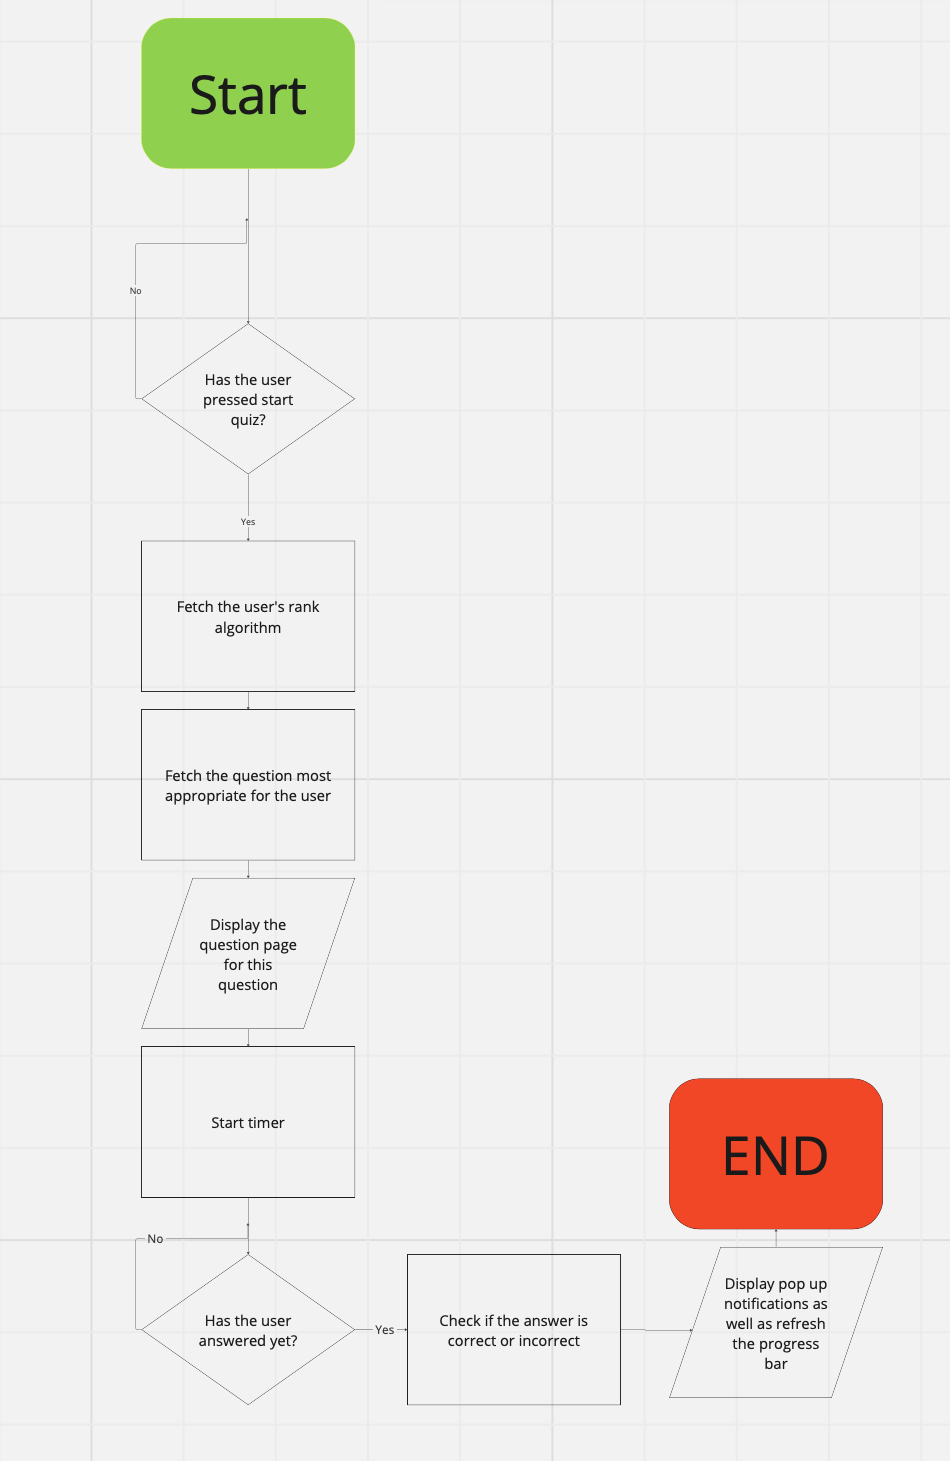 Start
No
Has the user
pressed start
quiz?
Yes
Fetch the user's rank
algorithm
Fetch the question most
appropriate for the user
Display the
question page
for this
question
Start timer
No
Has the user
answered yet?
Yes
Check if the answer is
correct or incorrect
Display pop up
notifications as
well as refresh
the progress
bar
END